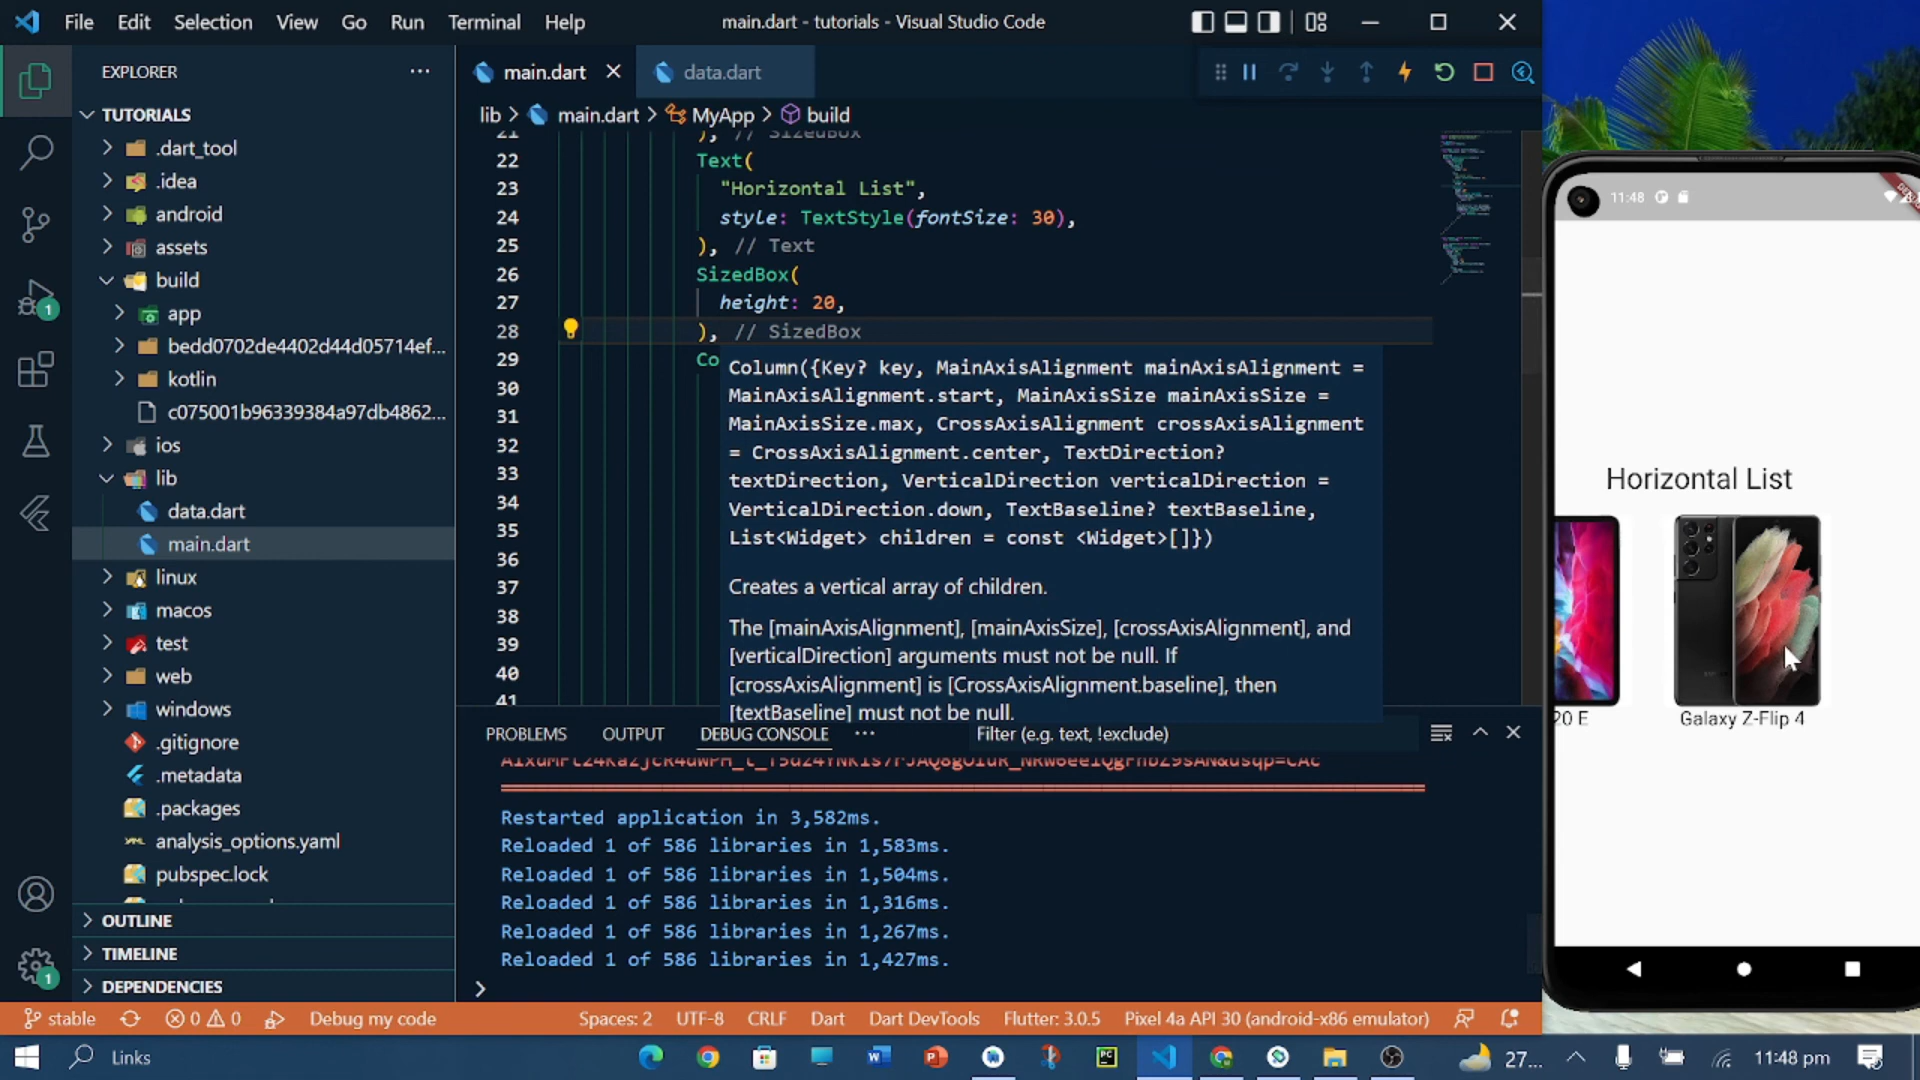 File Edit Selection View Go Run Terminal Help
main.dart - tutorials - Visual Studio Code
EXPLORER
TUTORIALS
.dart_tool
.idea
android
assets
build
app
bedd0702de4402d44d05714ef...
kotlin
c075001b96339384a97db4862...
ios
lib
data.dart
main.dart
linux
macos
test
web
windows
.gitignore
.metadata
.packages
analysis_options.yaml
pubspec.lock
OUTLINE
TIMELINE
DEPENDENCIES
1
1
main.dart
data.dart
lib > main.dart > MyApp > build
21 ), // SizedBox
22 Text(
23 "Horizontal List",
24 style: TextStyle(fontSize: 30),
25 ), // Text
26 SizedBox(
27 height: 20,
28 ), // SizedBox
29 Co
30
31
32
33
34
35
36
37
38
39
40
41
Column({Key? key, MainAxisAlignment mainAxisAlignment =
MainAxisAlignment.start, MainAxisSize mainAxisSize =
MainAxisSize.max, CrossAxisAlignment crossAxisAlignment
= CrossAxisAlignment.center, TextDirection?
textDirection, VerticalDirection verticalDirection =
VerticalDirection.down, TextBaseline? textBaseline,
List<Widget> children = const <Widget>[]})
Creates a vertical array of children.
The [mainAxisAlignment], [mainAxisSize], [crossAxisAlignment], and
[verticalDirection] arguments must not be null. If
[crossAxisAlignment] is [CrossAxisAlignment.baseline], then
[textBaseline] must not be null.
PROBLEMS OUTPUT DEBUG CONSOLE ... Filter (e.g. text, !exclude)
Restarted application in 3,582ms.
Reloaded 1 of 586 libraries in 1,583ms.
Reloaded 1 of 586 libraries in 1,504ms.
Reloaded 1 of 586 libraries in 1,316ms.
Reloaded 1 of 586 libraries in 1,267ms.
Reloaded 1 of 586 libraries in 1,427ms.
11:48
Horizontal List
20 E
Galaxy Z-Flip 4
stable 0 0 Debug my code Spaces: 2 UTF-8 CRLF Dart Dart DevTools Flutter: 3.0.5 Pixel 4a API 30 (android-x86 emulator)
Links
27...
11:48 pm